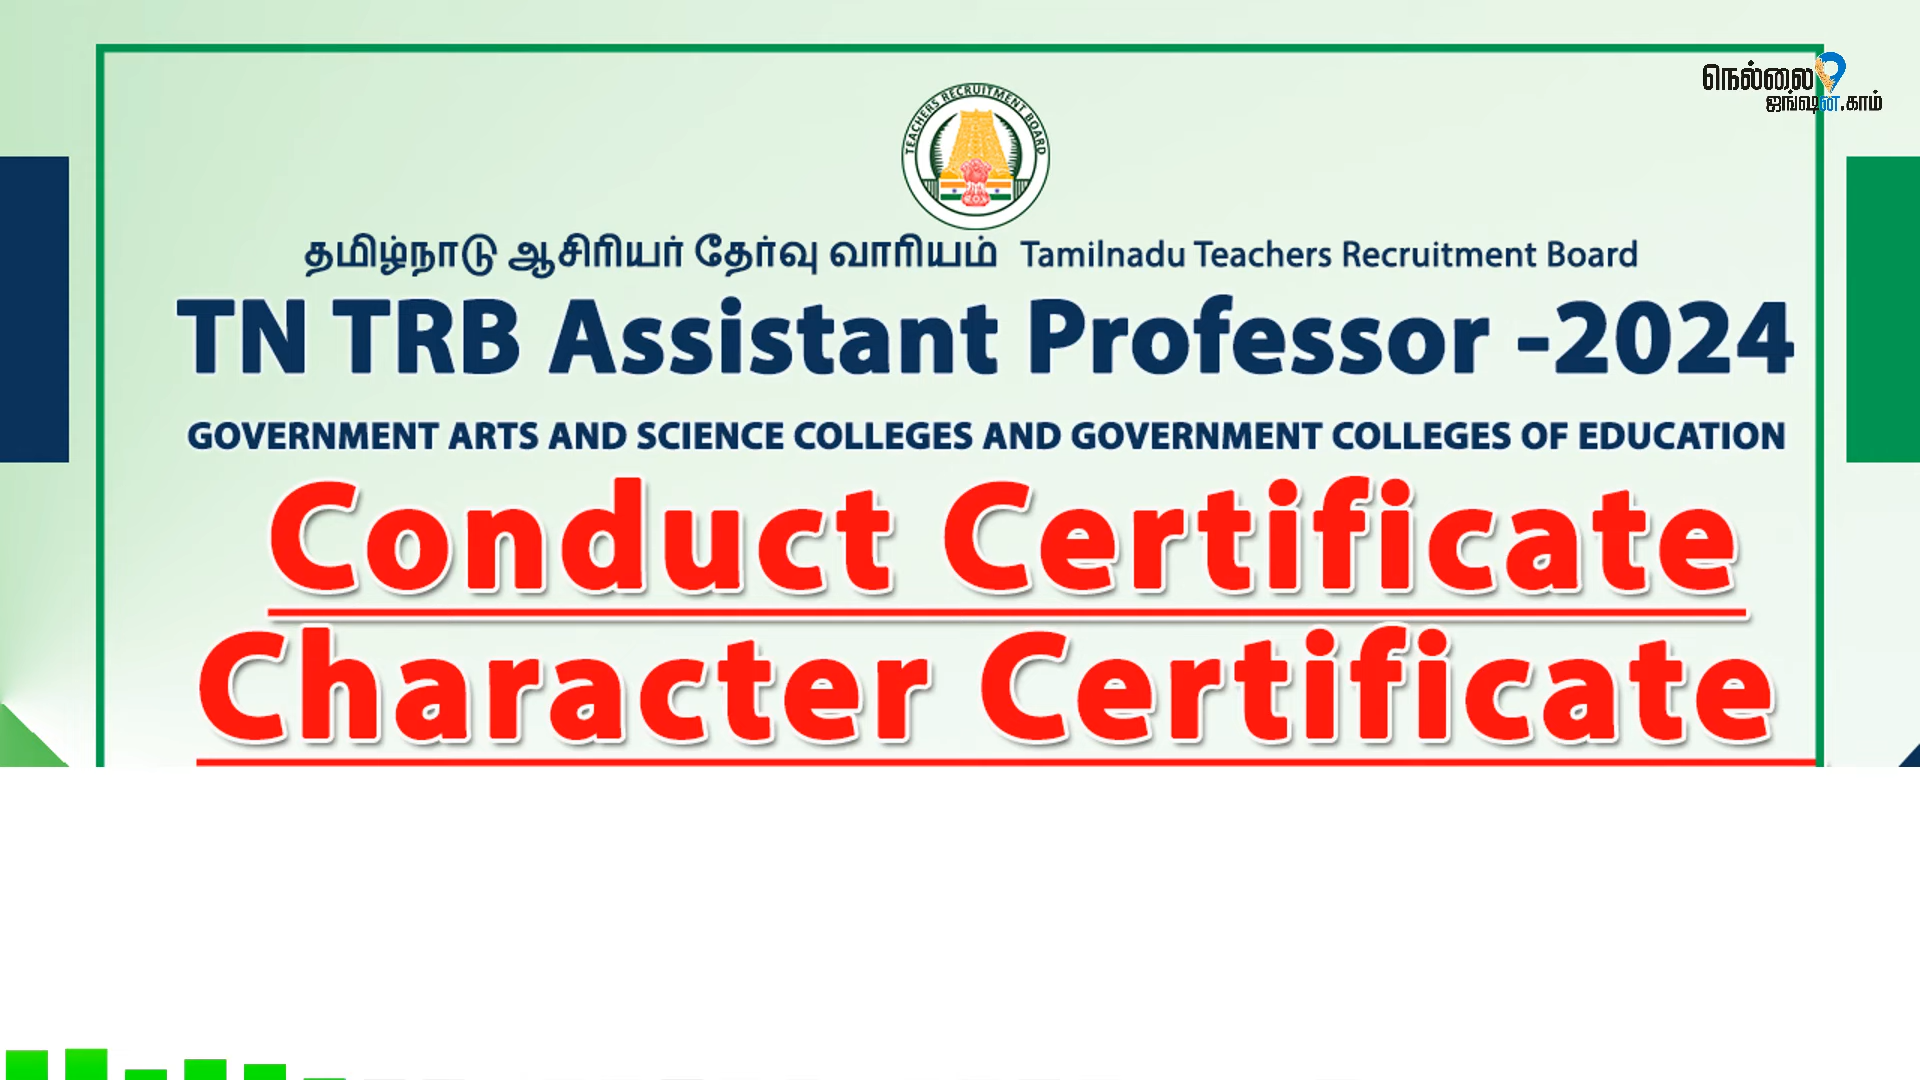 நெல்லை
ஜங்ஷன்.காம்
TEACHERS RECRUITMENT BOARD
தமிழ்நாடு ஆசிரியர் தேர்வு வாரியம் Tamilnadu Teachers Recruitment Board
TN TRB Assistant Professor -2024
GOVERNMENT ARTS AND SCIENCE COLLEGES AND GOVERNMENT COLLEGES OF EDUCATION
Conduct Certificate
Character Certificate